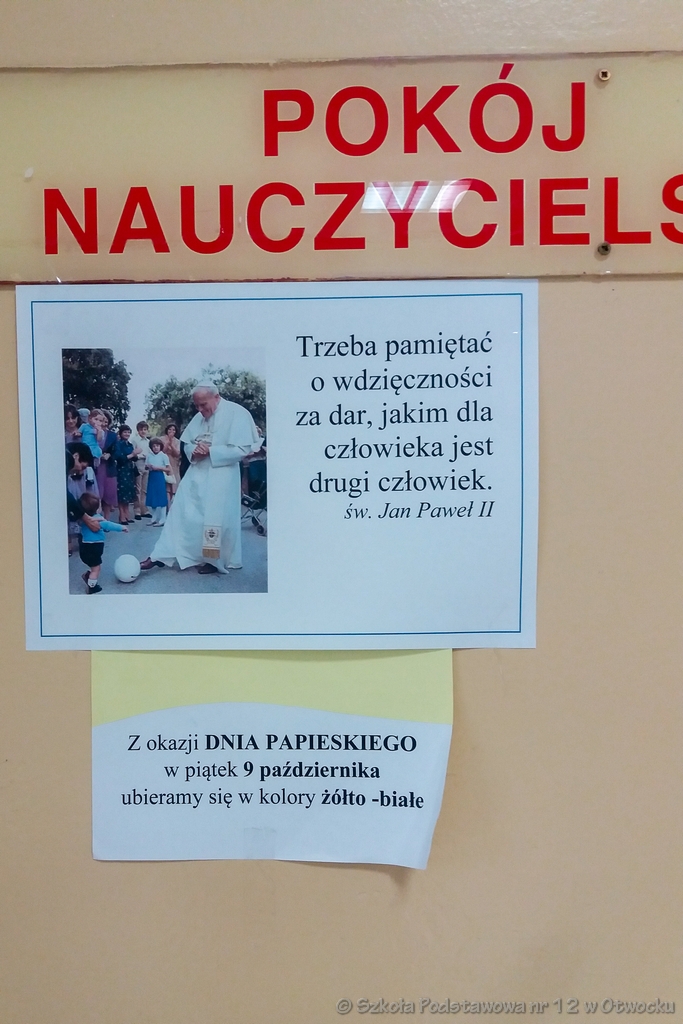 POKÓJ
NAUCZYCIELS
Trzeba pamiętać
o wdzięczności
za dar, jakim dla
człowieka jest
drugi człowiek.
św. Jan Paweł II
Z okazji DNIA PAPIESKIEGO
w piątek 9 października
ubieramy się w kolory żółto -białe
© Szkoła Podstawowa nr 12 w Otwocku